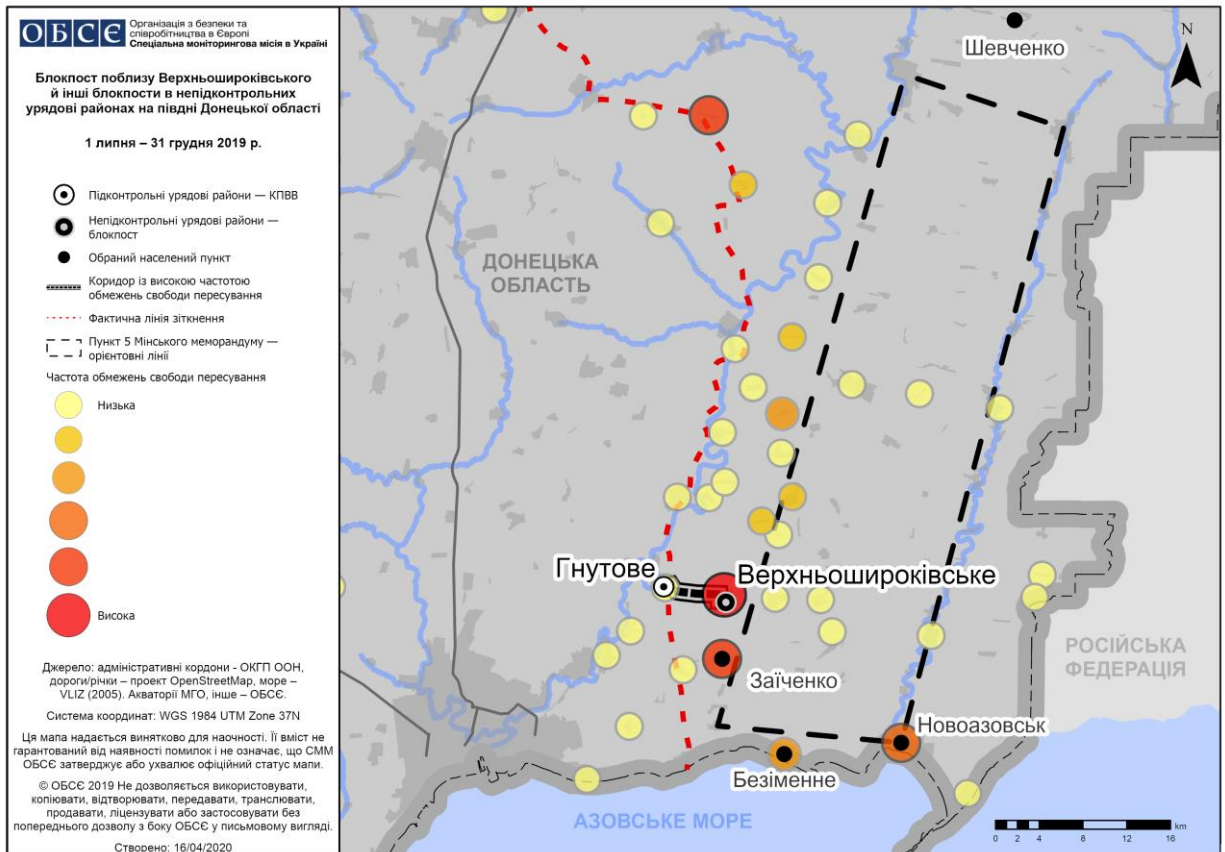 ОБСЄ
Організація з безпеки та
співробітництва в Європі
Спеціальна моніторингова місія в Україні
Блокпост поблизу Верхньошироківського
й інші блокпости в непідконтрольних
урядові районах на півдні Донецької області
1 липня – 31 грудня 2019 р.
Підконтрольні урядові райони — КПВВ
Непідконтрольні урядові райони —
блокпост
Обраний населений пункт
Коридор із високою частотою
обмежень свободи пересування
Фактична лінія зіткнення
Пункт 5 Мінського меморандуму —
орієнтовні лінії
Частота обмежень свободи пересування
Низька
Висока
Джерело: адміністративні кордони - ОКГП ООН,
дороги/річки – проект OpenStreetMap, море –
VLIZ (2005). Акваторії МГО, інше – ОБСЄ.
Система координат: WGS 1984 UTM Zone 37N
Ця мапа надається винятково для наочності. Її вміст не
гарантований від наявності помилок і не означає, що СММ
ОБСЄ затверджує або ухвалює офіційний статус мапи.
© ОБСЄ 2019 Не дозволяється використовувати,
копіювати, відтворювати, передавати, транслювати,
продавати, ліцензувати або застосовувати без
попереднього дозволу з боку ОБСЄ у письмовому вигляді.
Створено: 16/04/2020
Шевченко
N
ДОНЕЦЬКА
ОБЛАСТЬ
Гнутове
Верхньошироківське
Заїченко
РОСІЙСЬКА
ФЕДЕРАЦІЯ
Новоазовськ
Безіменне
АЗОВСЬКЕ МОРЕ
km
0 2 4 8 12 16